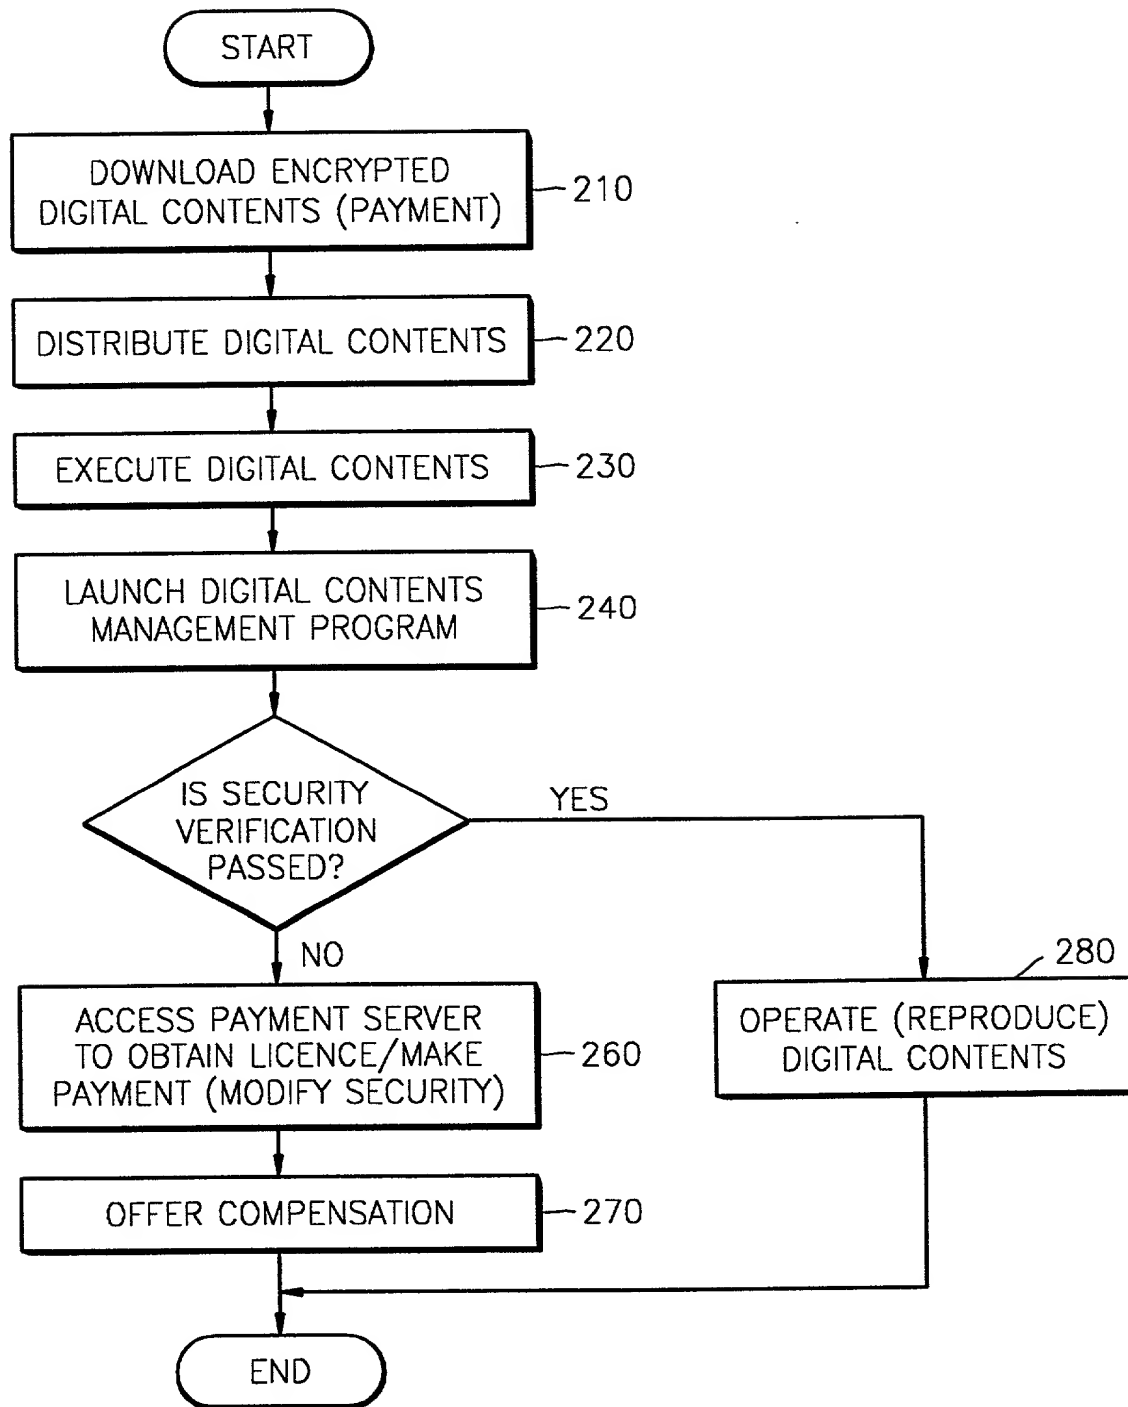 START
DOWNLOAD ENCRYPTED
DIGITAL CONTENTS (PAYMENT)
210
DISTRIBUTE DIGITAL CONTENTS
220
EXECUTE DIGITAL CONTENTS
230
LAUNCH DIGITAL CONTENTS
MANAGEMENT PROGRAM
240
IS SECURITY
VERIFICATION
PASSED?
YES
NO
ACCESS PAYMENT SERVER
TO OBTAIN LICENCE/MAKE
PAYMENT (MODIFY SECURITY)
260
280
OPERATE (REPRODUCE)
DIGITAL CONTENTS
OFFER COMPENSATION
270
END